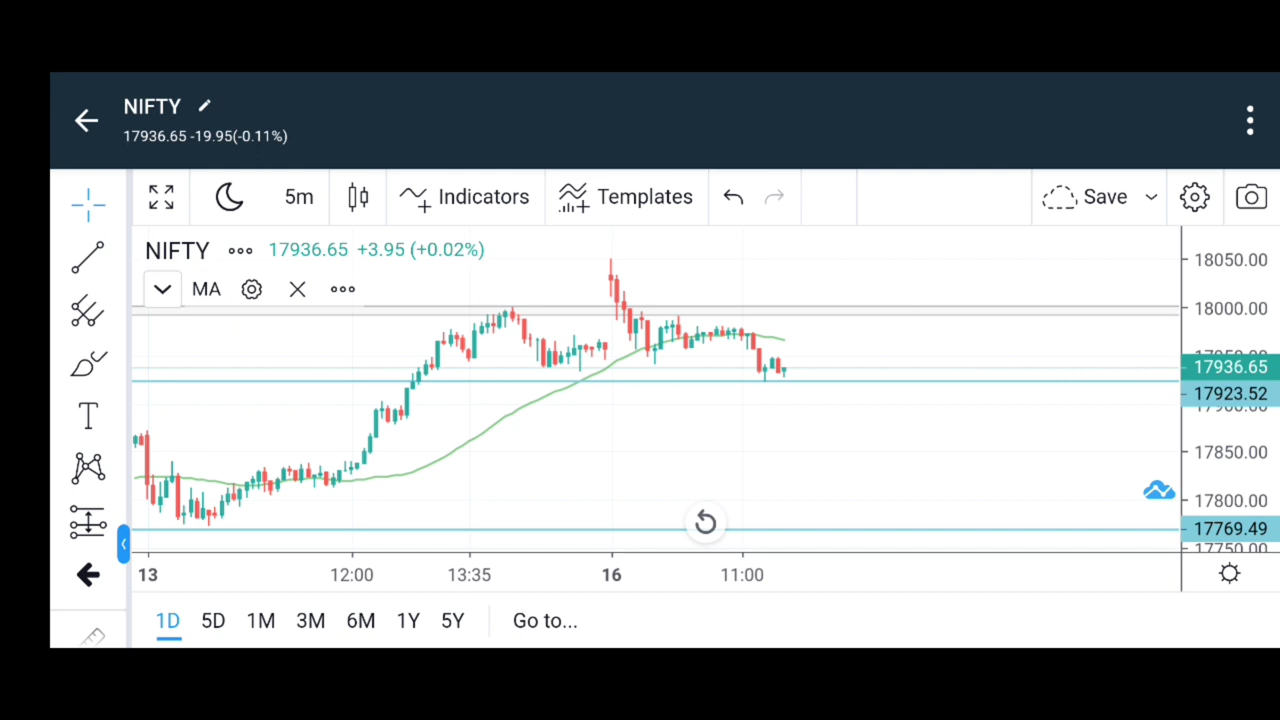 NIFTY
17936.65 -19.95(-0.11%)
5m
Indicators
Templates
Save
NIFTY
17936.65 +3.95 (+0.02%)
MA
T
18050.00
18000.00
17936.65
17923.52
17850.00
17800.00
17769.49
13
12:00
13:35
16
11:00
1D 5D 1M 3M 6M 1Y 5Y Go to...